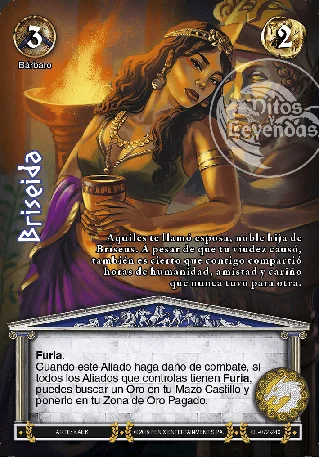 3
2
Bárbaro
Mitos y
Leyendas
Briseida
Aquiles te llamó esposa, noble hija de
Briseus. A pesar de que tu viudez causó,
también es cierto que contigo compartió
horas de humanidad, amistad y cariño
que nunca tuvo para otra.
Furia.
Cuando este Aliado haga daño de combate, si
todos los Aliados que controlas tienen Furia,
puedes buscar un Oro en tu Mazo Castillo y
ponerlo en tu Zona de Oro Pagado.